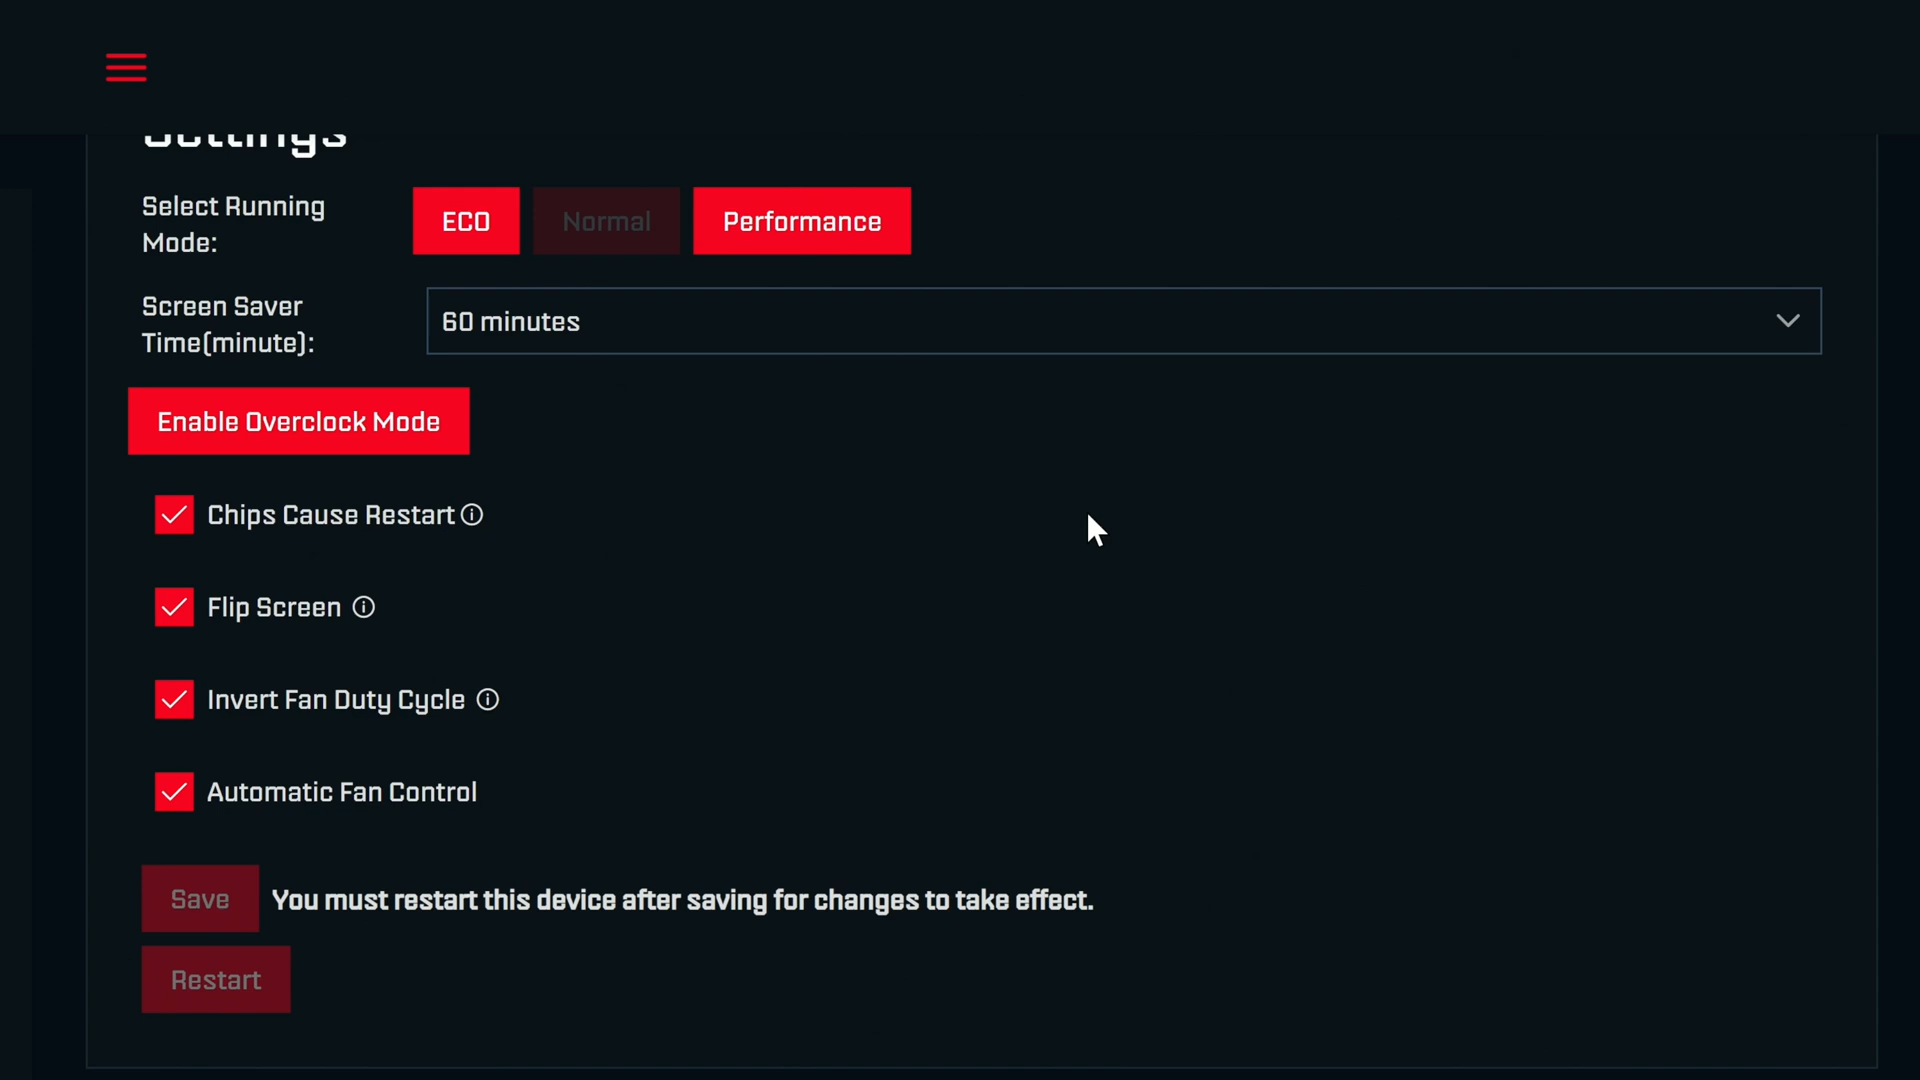 Settings
Select Running
Mode:
ECO
Normal
Performance
Screen Saver
Time(minute):
60 minutes
Enable Overclock Mode
Chips Cause Restart
Flip Screen
Invert Fan Duty Cycle
Automatic Fan Control
Save
You must restart this device after saving for changes to take effect.
Restart